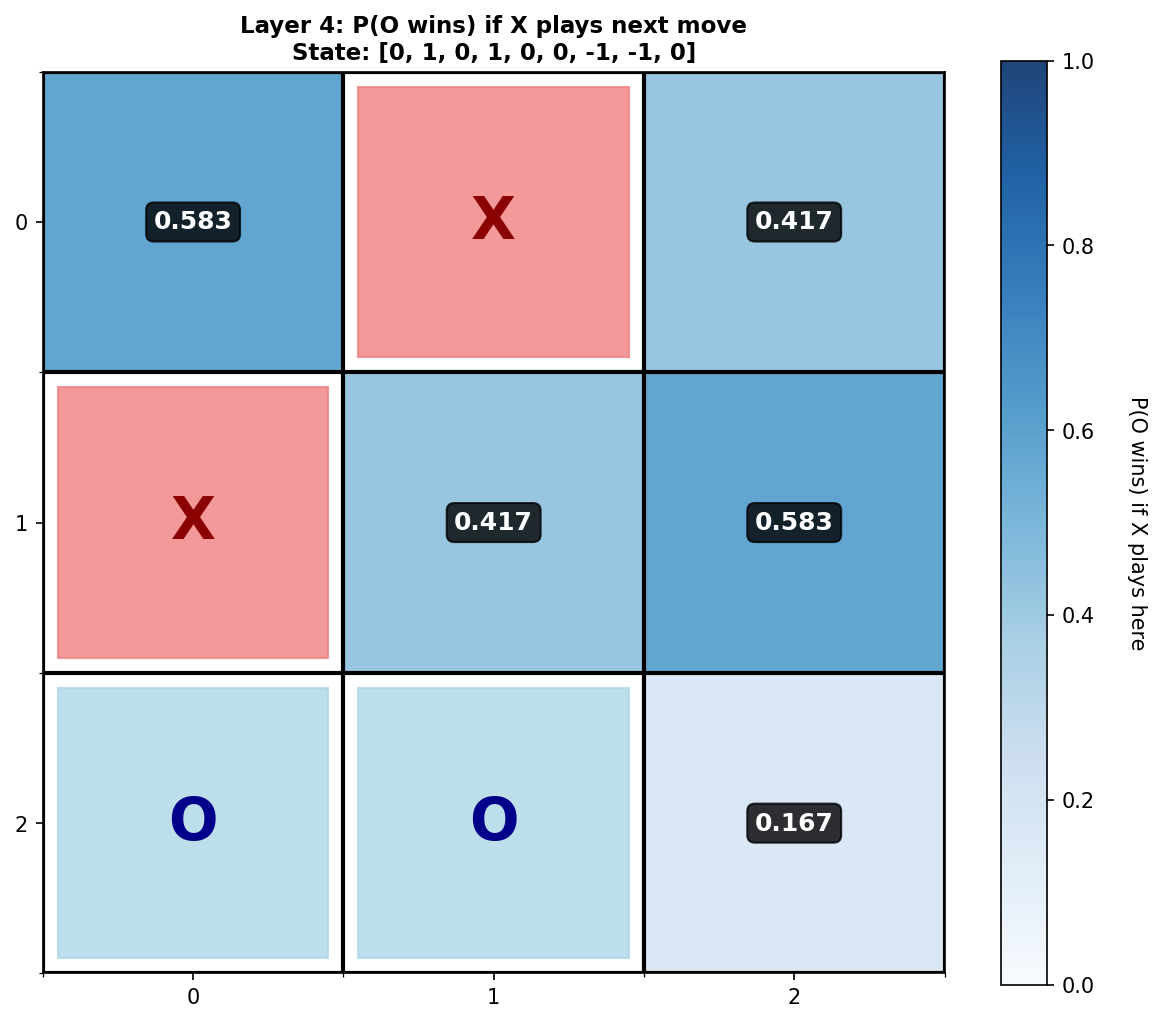 Layer 4: P(O wins) if X plays next move
State: [0, 1, 0, 1, 0, 0, -1, -1, 0]
0.583
X
0.417
0
X
0.417
0.583
1
O
O
0.167
2
0
1
2
1.0
0.8
0.6
0.4
0.2
0.0
P(O wins) if X plays here